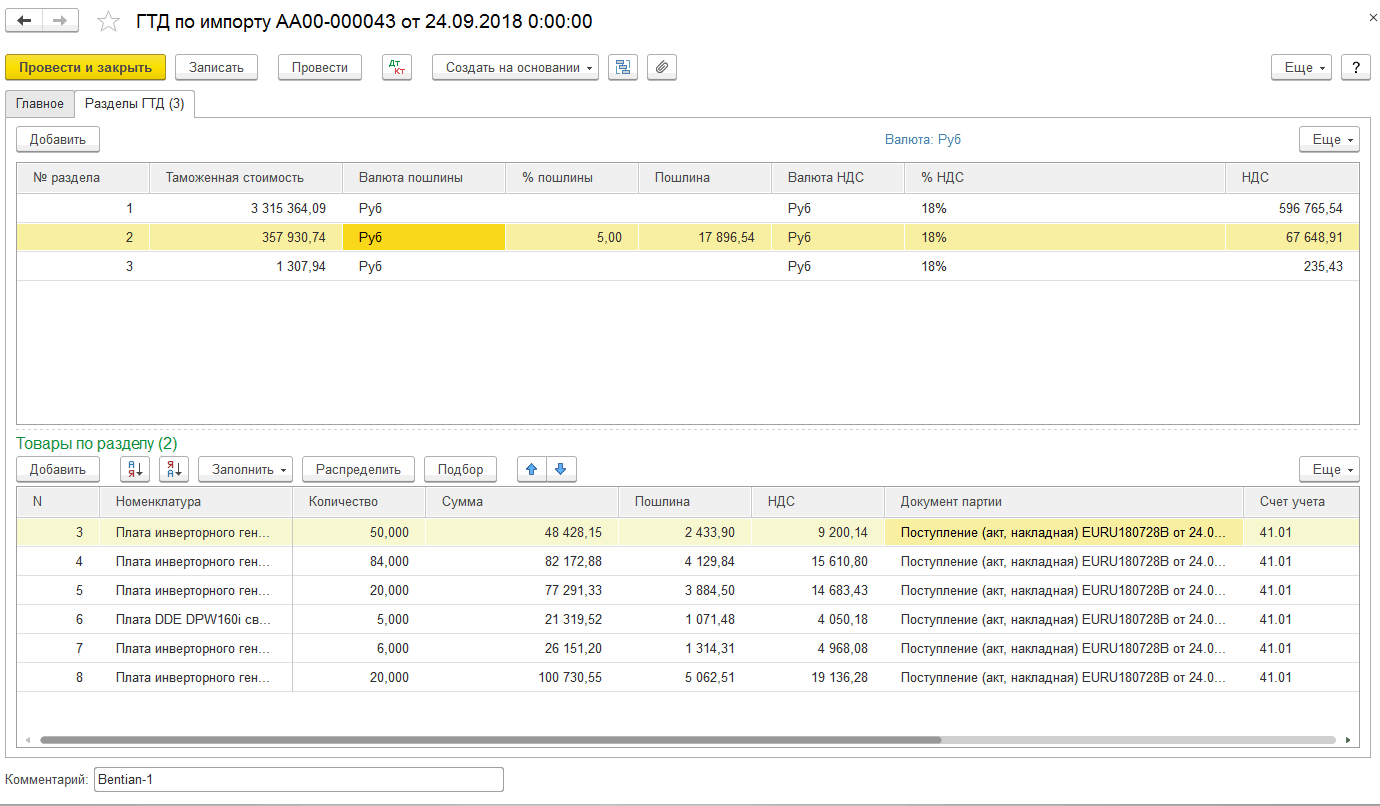 ГТД по импорту АА00-000043 от 24.09.2018 0:00:00
Провести и закрыть Записать Провести Дт Кт Создать на основании Еще ?
Главное Разделы ГТД (3)
Добавить Валюта: Руб Еще
№ раздела Таможенная стоимость Валюта пошлины % пошлины Пошлина Валюта НДС % НДС НДС
1 3 315 364,09 Руб Руб 18% 596 765,54
2 357 930,74 Руб 5,00 17 896,54 Руб 18% 67 648,91
3 1 307,94 Руб Руб 18% 235,43
Товары по разделу (2)
Добавить А Я Я А Заполнить Распределить Подбор Еще
N Номенклатура Количество Сумма Пошлина НДС Документ партии Счет учета
3 Плата инверторного ген... 50,000 48 428,15 2 433,90 9 200,14 Поступление (акт, накладная) EURU180728B от 24.0... 41.01
4 Плата инверторного ген... 84,000 82 172,88 4 129,84 15 610,80 Поступление (акт, накладная) EURU180728B от 24.0... 41.01
5 Плата инверторного ген... 20,000 77 291,33 3 884,50 14 683,43 Поступление (акт, накладная) EURU180728B от 24.0... 41.01
6 Плата DDE DPW160i св... 5,000 21 319,52 1 071,48 4 050,18 Поступление (акт, накладная) EURU180728B от 24.0... 41.01
7 Плата инверторного ген... 6,000 26 151,20 1 314,31 4 968,08 Поступление (акт, накладная) EURU180728B от 24.0... 41.01
8 Плата инверторного ген... 20,000 100 730,55 5 062,51 19 136,28 Поступление (акт, накладная) EURU180728B от 24.0... 41.01
Комментарий: Bentian-1